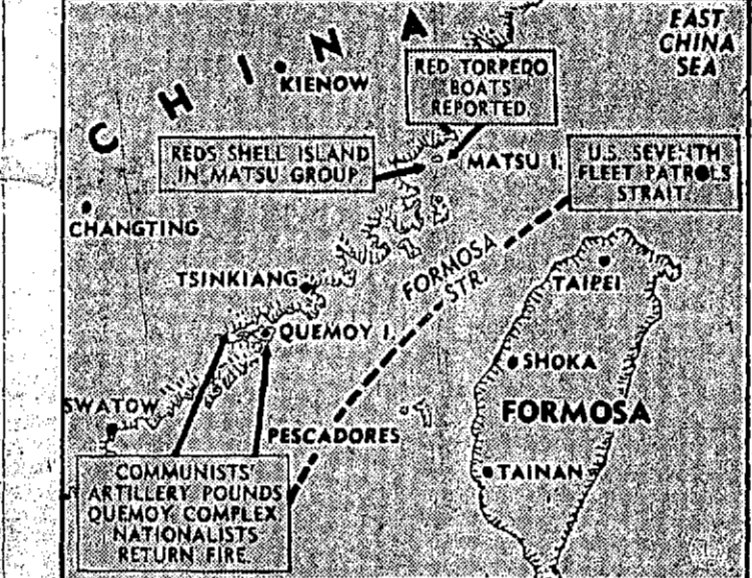 CHINA
EAST
CHINA
SEA
KIENOW
RED TORPEDO
BOATS
REPORTED
REDS SHELL ISLAND
IN MATSU GROUP
MATSU I.
U.S. SEVENTH
FLEET PATROLS
STRAIT.
CHANGTING
FORMOSA
STR.
TSINKIANG
TAIPEI
QUEMOY I.
SHOKA
SWATOW
FORMOSA
PESCADORES
COMMUNISTS'
ARTILLERY POUNDS
QUEMOY COMPLEX
NATIONALISTS
RETURN FIRE.
TAINAN